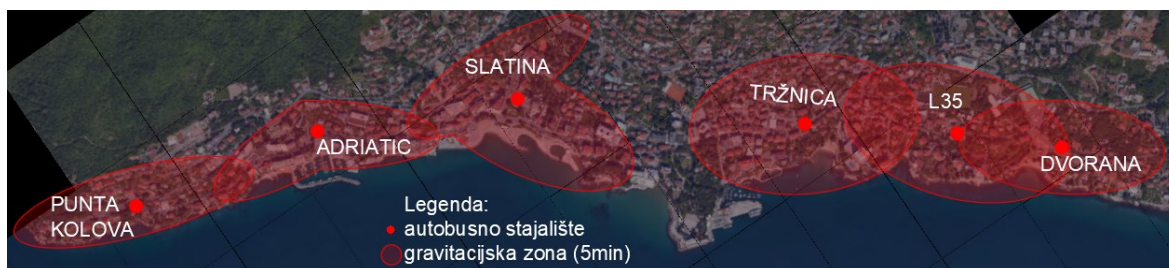 SLATINA
TRŽNICA
L35
ADRIATIC
DVORANA
PUNTA
KOLOVA
Legenda:
autobusno stajalište
gravitacijska zona (5min)